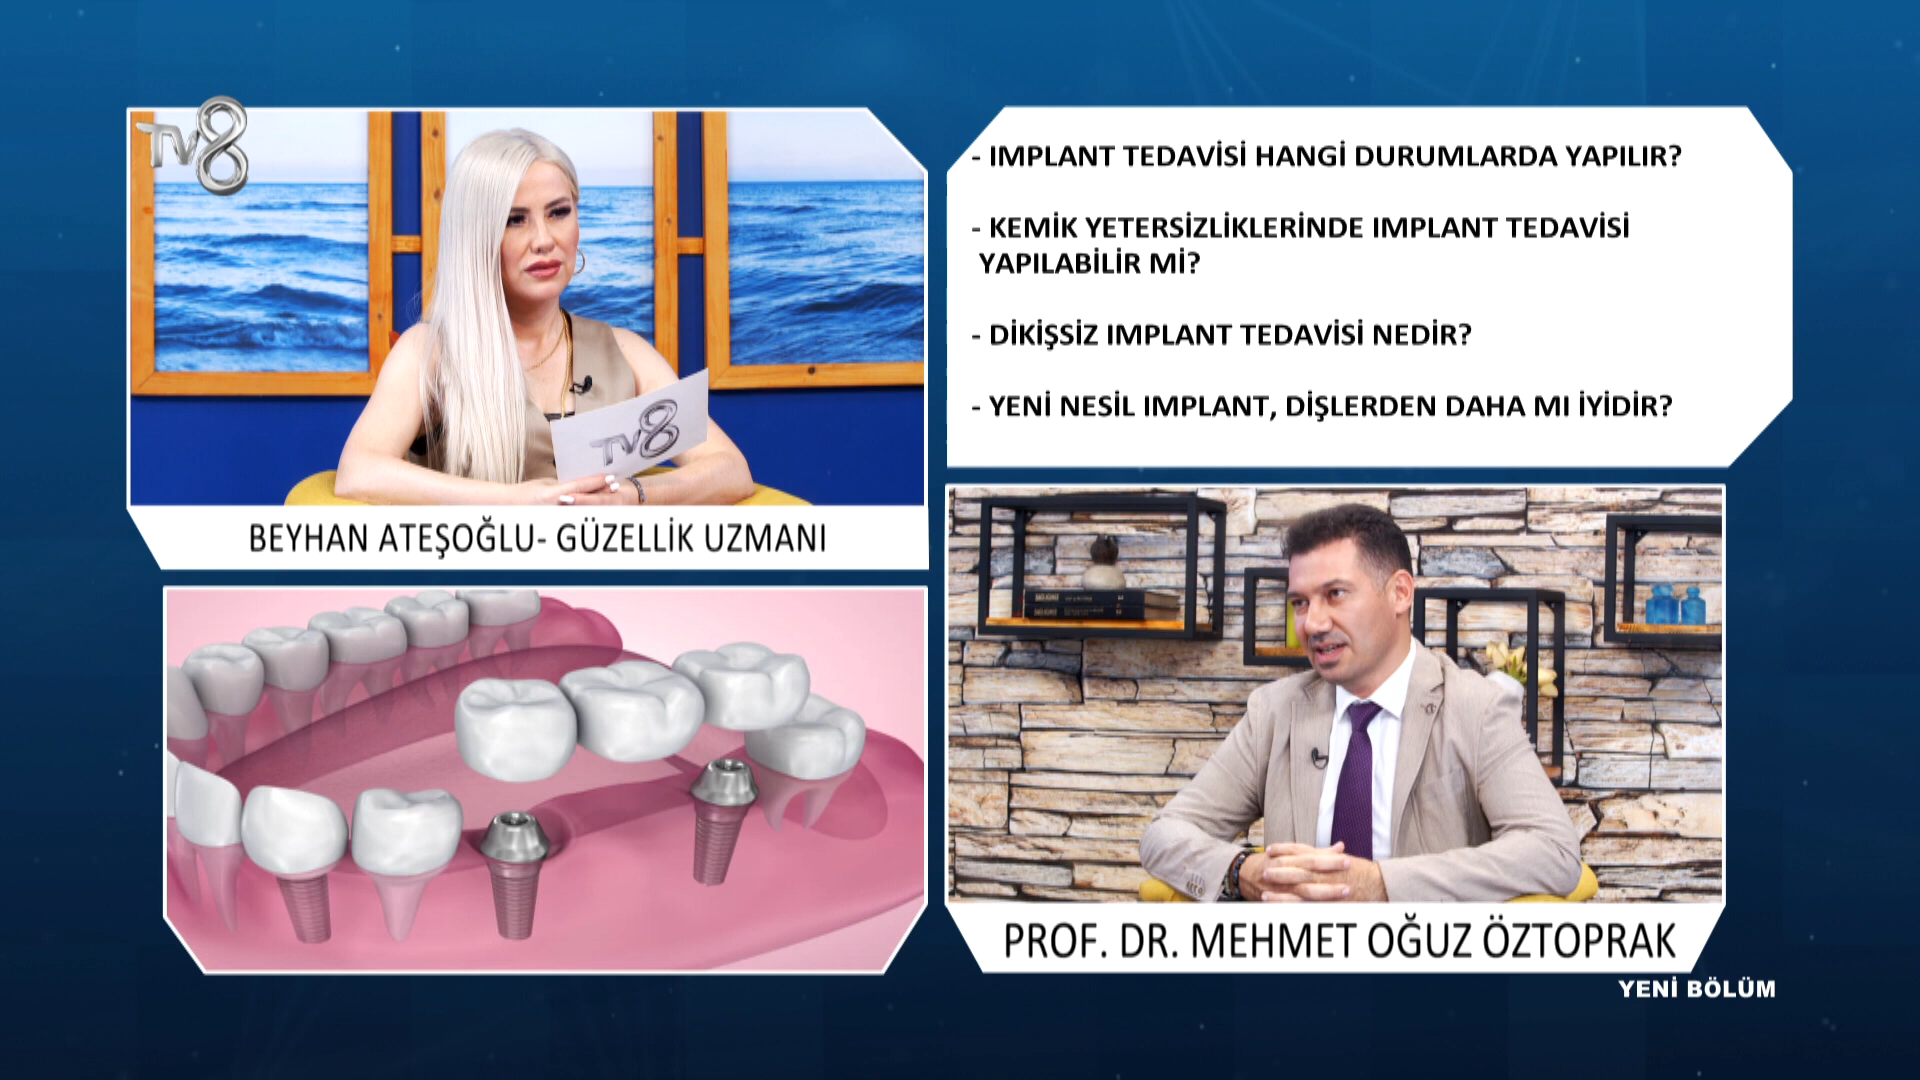 TV8
- IMPLANT TEDAVİSİ HANGİ DURUMLARDA YAPILIR?
- KEMİK YETERSİZLİKLERİNDE IMPLANT TEDAVİSİ
YAPILABİLİR Mİ?
- DİKİŞSİZ IMPLANT TEDAVİSİ NEDİR?
- YENİ NESİL IMPLANT, DİŞLERDEN DAHA MI İYİDİR?
TV8
BEYHAN ATEŞOĞLU- GÜZELLİK UZMANI
PROF. DR. MEHMET OĞUZ ÖZTOPRAK
YENİ BÖLÜM